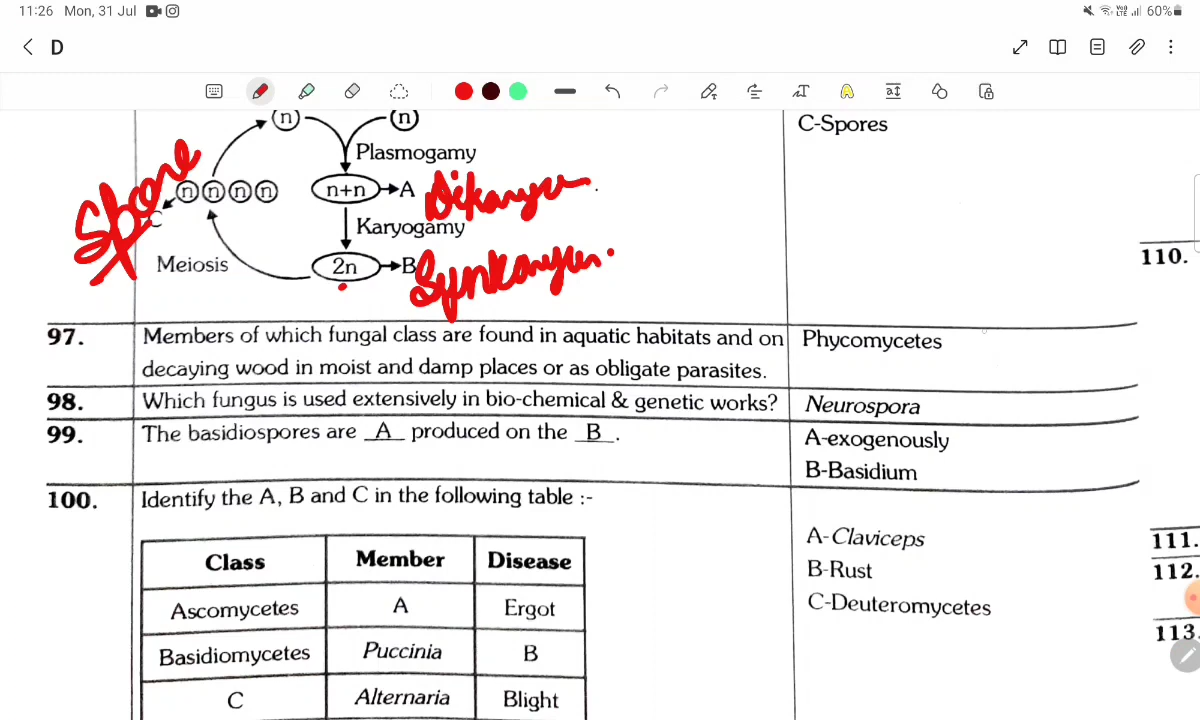 11:26 Mon, 31 Jul
60%
D
n n
C-Spores
Plasmogamy
Spore
n n n n
n+n A Dikaryon
C
Karyogamy
Meiosis
2n B Synkaryon
110.
97. Members of which fungal class are found in aquatic habitats and on Phycomycetes
decaying wood in moist and damp places or as obligate parasites.
98. Which fungus is used extensively in bio-chemical & genetic works? Neurospora
99. The basidiospores are A produced on the B . A-exogenously
B-Basidium
100. Identify the A, B and C in the following table :-
Class Member Disease
Ascomycetes A Ergot
Basidiomycetes Puccinia B
C Alternaria Blight
A-Claviceps
B-Rust
C-Deuteromycetes
111.
112.
113.